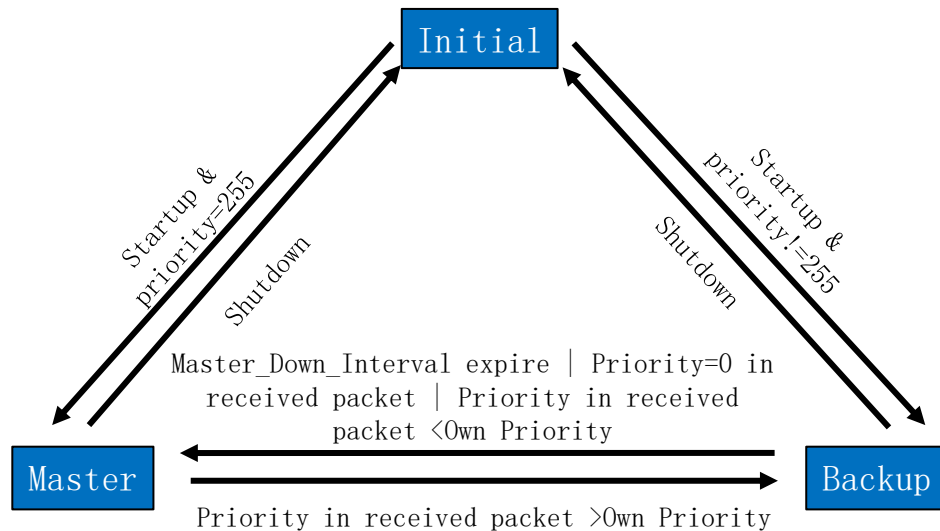 Initial
Startup &
priority=255
Shutdown
Startup &
priority!=255
Shutdown
Master_Down_Interval expire | Priority=0 in
received packet | Priority in received
packet <Own Priority
Master
Backup
Priority in received packet >Own Priority